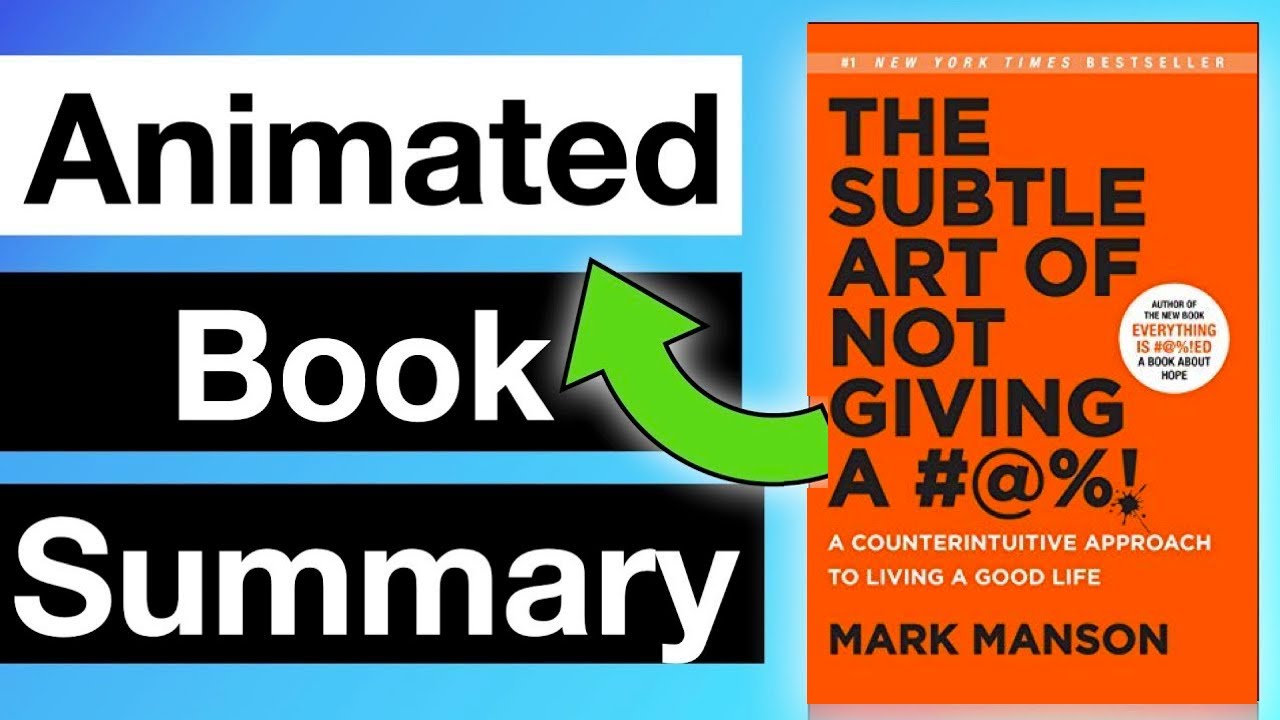 Animated
Book
Summary
#1 NEW YORK TIMES BESTSELLER
THE
SUBTLE
ART OF
NOT
GIVING
A #@%!
AUTHOR OF
THE NEW BOOK
EVERYTHING
IS #@%!ED
A BOOK ABOUT
HOPE
A COUNTERINTUITIVE APPROACH
TO LIVING A GOOD LIFE
MARK MANSON